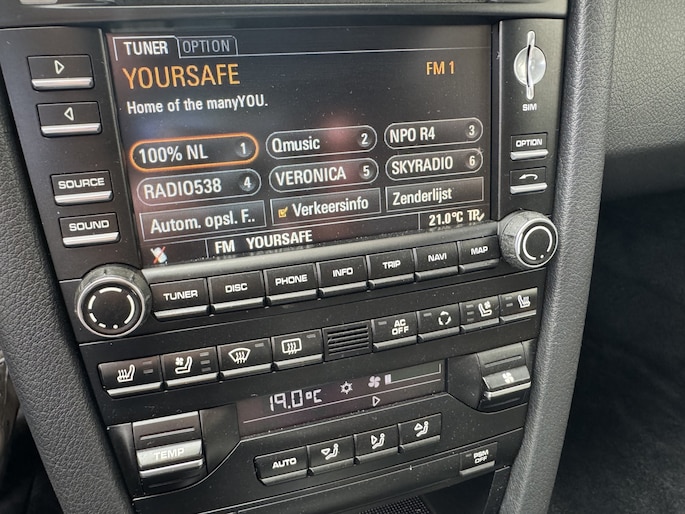 TUNER OPTION
YOURSAFE FM 1
Home of the manyYOU.
100% NL 1 Qmusic 2 NPO R4 3
RADIO538 4 VERONICA 5 SKYRADIO 6
Autom. opsl. F.. Verkeersinfo Zenderlijst
FM YOURSAFE 21.0°C TP
SIM
OPTION
SOURCE
SOUND
TUNER DISC PHONE INFO TRIP NAVI MAP
AC OFF
19.0°C
TEMP
AUTO
PSM OFF